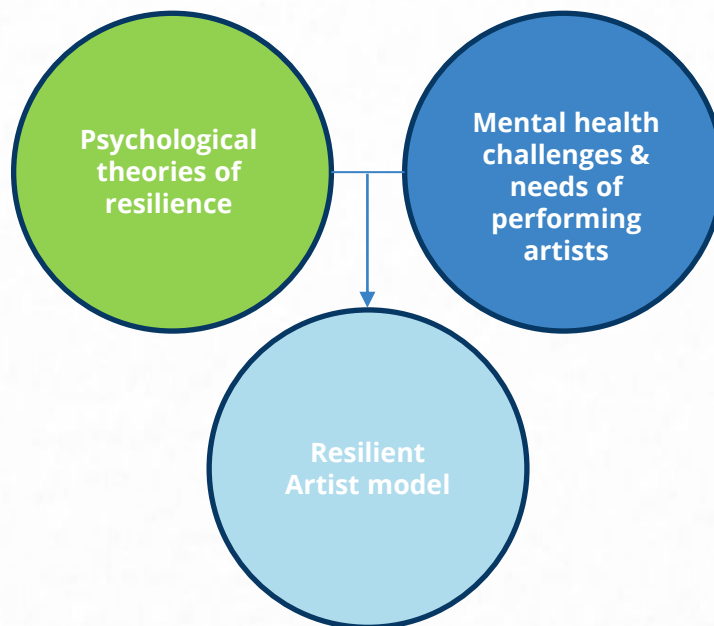 Psychological
theories of
resilience
Mental health
challenges &
needs of
performing
artists
Resilient
Artist model